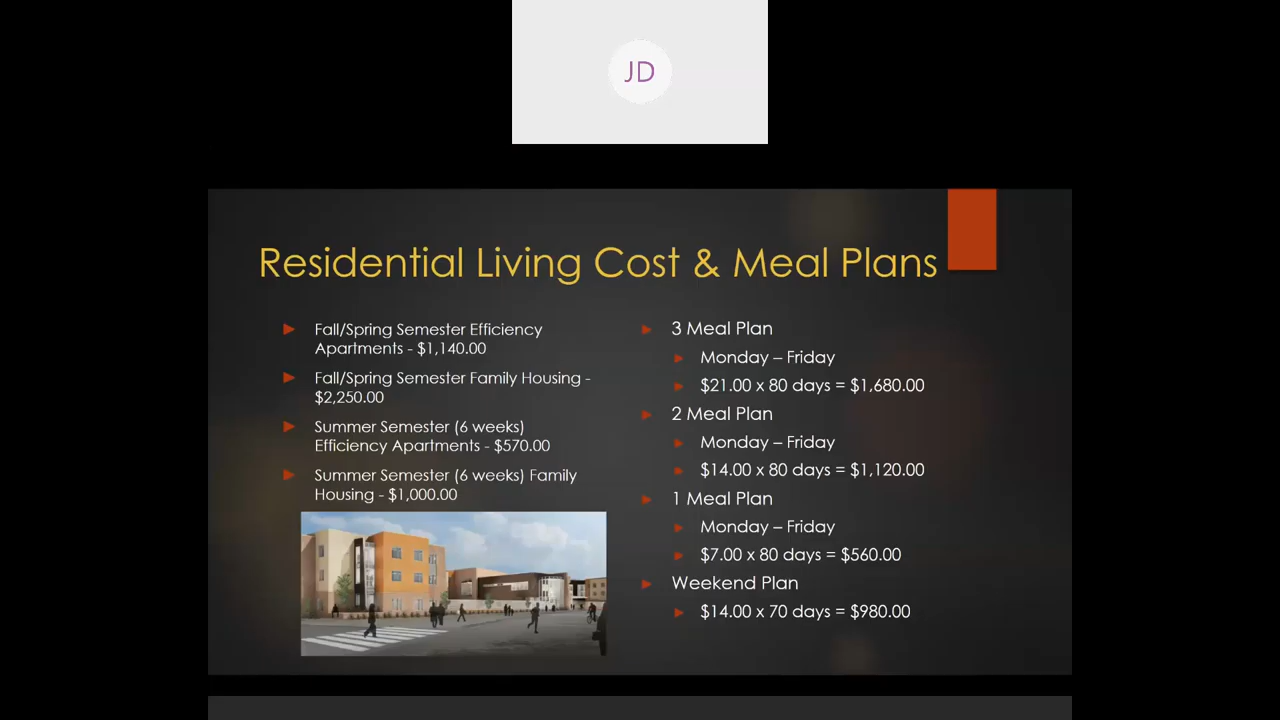 JD
Residential Living Cost & Meal Plans
Fall/Spring Semester Efficiency
Apartments - $1,140.00
Fall/Spring Semester Family Housing -
$2,250.00
Summer Semester (6 weeks)
Efficiency Apartments - $570.00
Summer Semester (6 weeks) Family
Housing - $1,000.00
3 Meal Plan
Monday – Friday
$21.00 x 80 days = $1,680.00
2 Meal Plan
Monday – Friday
$14.00 x 80 days = $1,120.00
1 Meal Plan
Monday – Friday
$7.00 x 80 days = $560.00
Weekend Plan
$14.00 x 70 days = $980.00